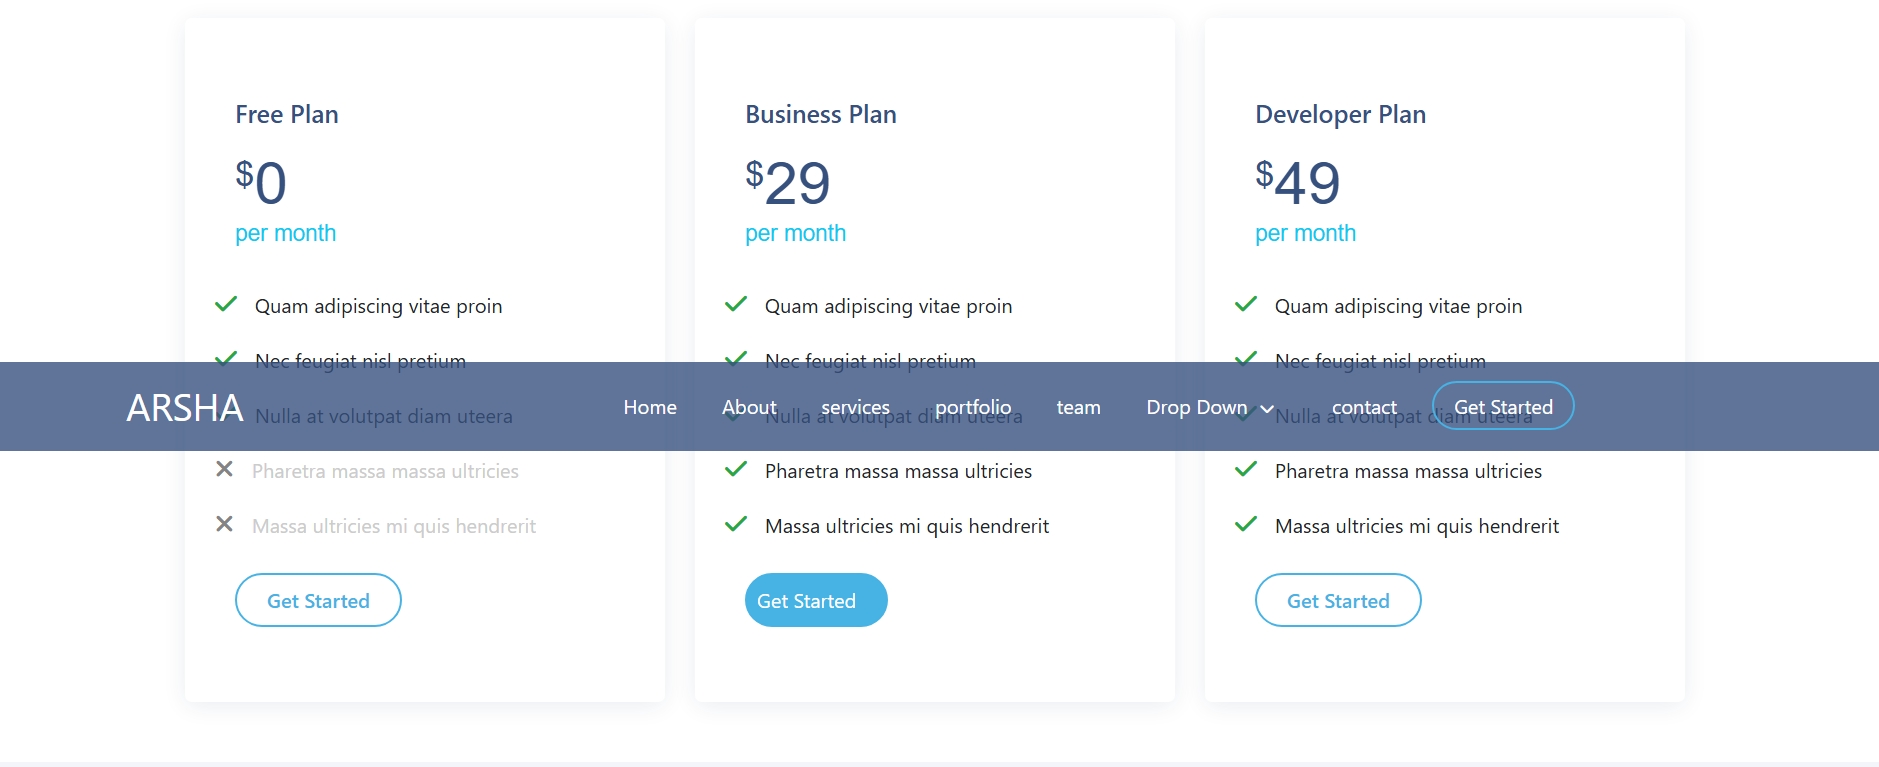 Free Plan
$0
per month
Quam adipiscing vitae proin
Nec feugiat nisl pretium
Nulla at volutpat diam uteera
Pharetra massa massa ultricies
Massa ultricies mi quis hendrerit
Get Started
Business Plan
$29
per month
Quam adipiscing vitae proin
Nec feugiat nisl pretium
Nulla at volutpat diam uteera
Pharetra massa massa ultricies
Massa ultricies mi quis hendrerit
Get Started
Developer Plan
$49
per month
Quam adipiscing vitae proin
Nec feugiat nisl pretium
Nulla at volutpat diam uteera
Pharetra massa massa ultricies
Massa ultricies mi quis hendrerit
Get Started
ARSHA Home About services portfolio team Drop Down contact Get Started